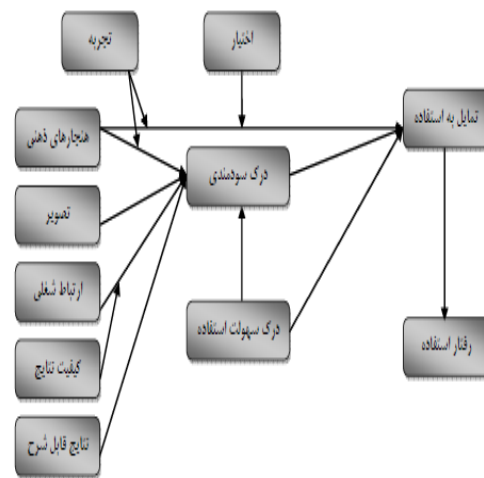 تجربه
اختیار
هنجارهای ذهنی
تمایل به استفاده
درک سودمندی
تصویر
ارتباط شغلی
درک سهولت استفاده
رفتار استفاده
کیفیت نتایج
نتایج قابل شرح